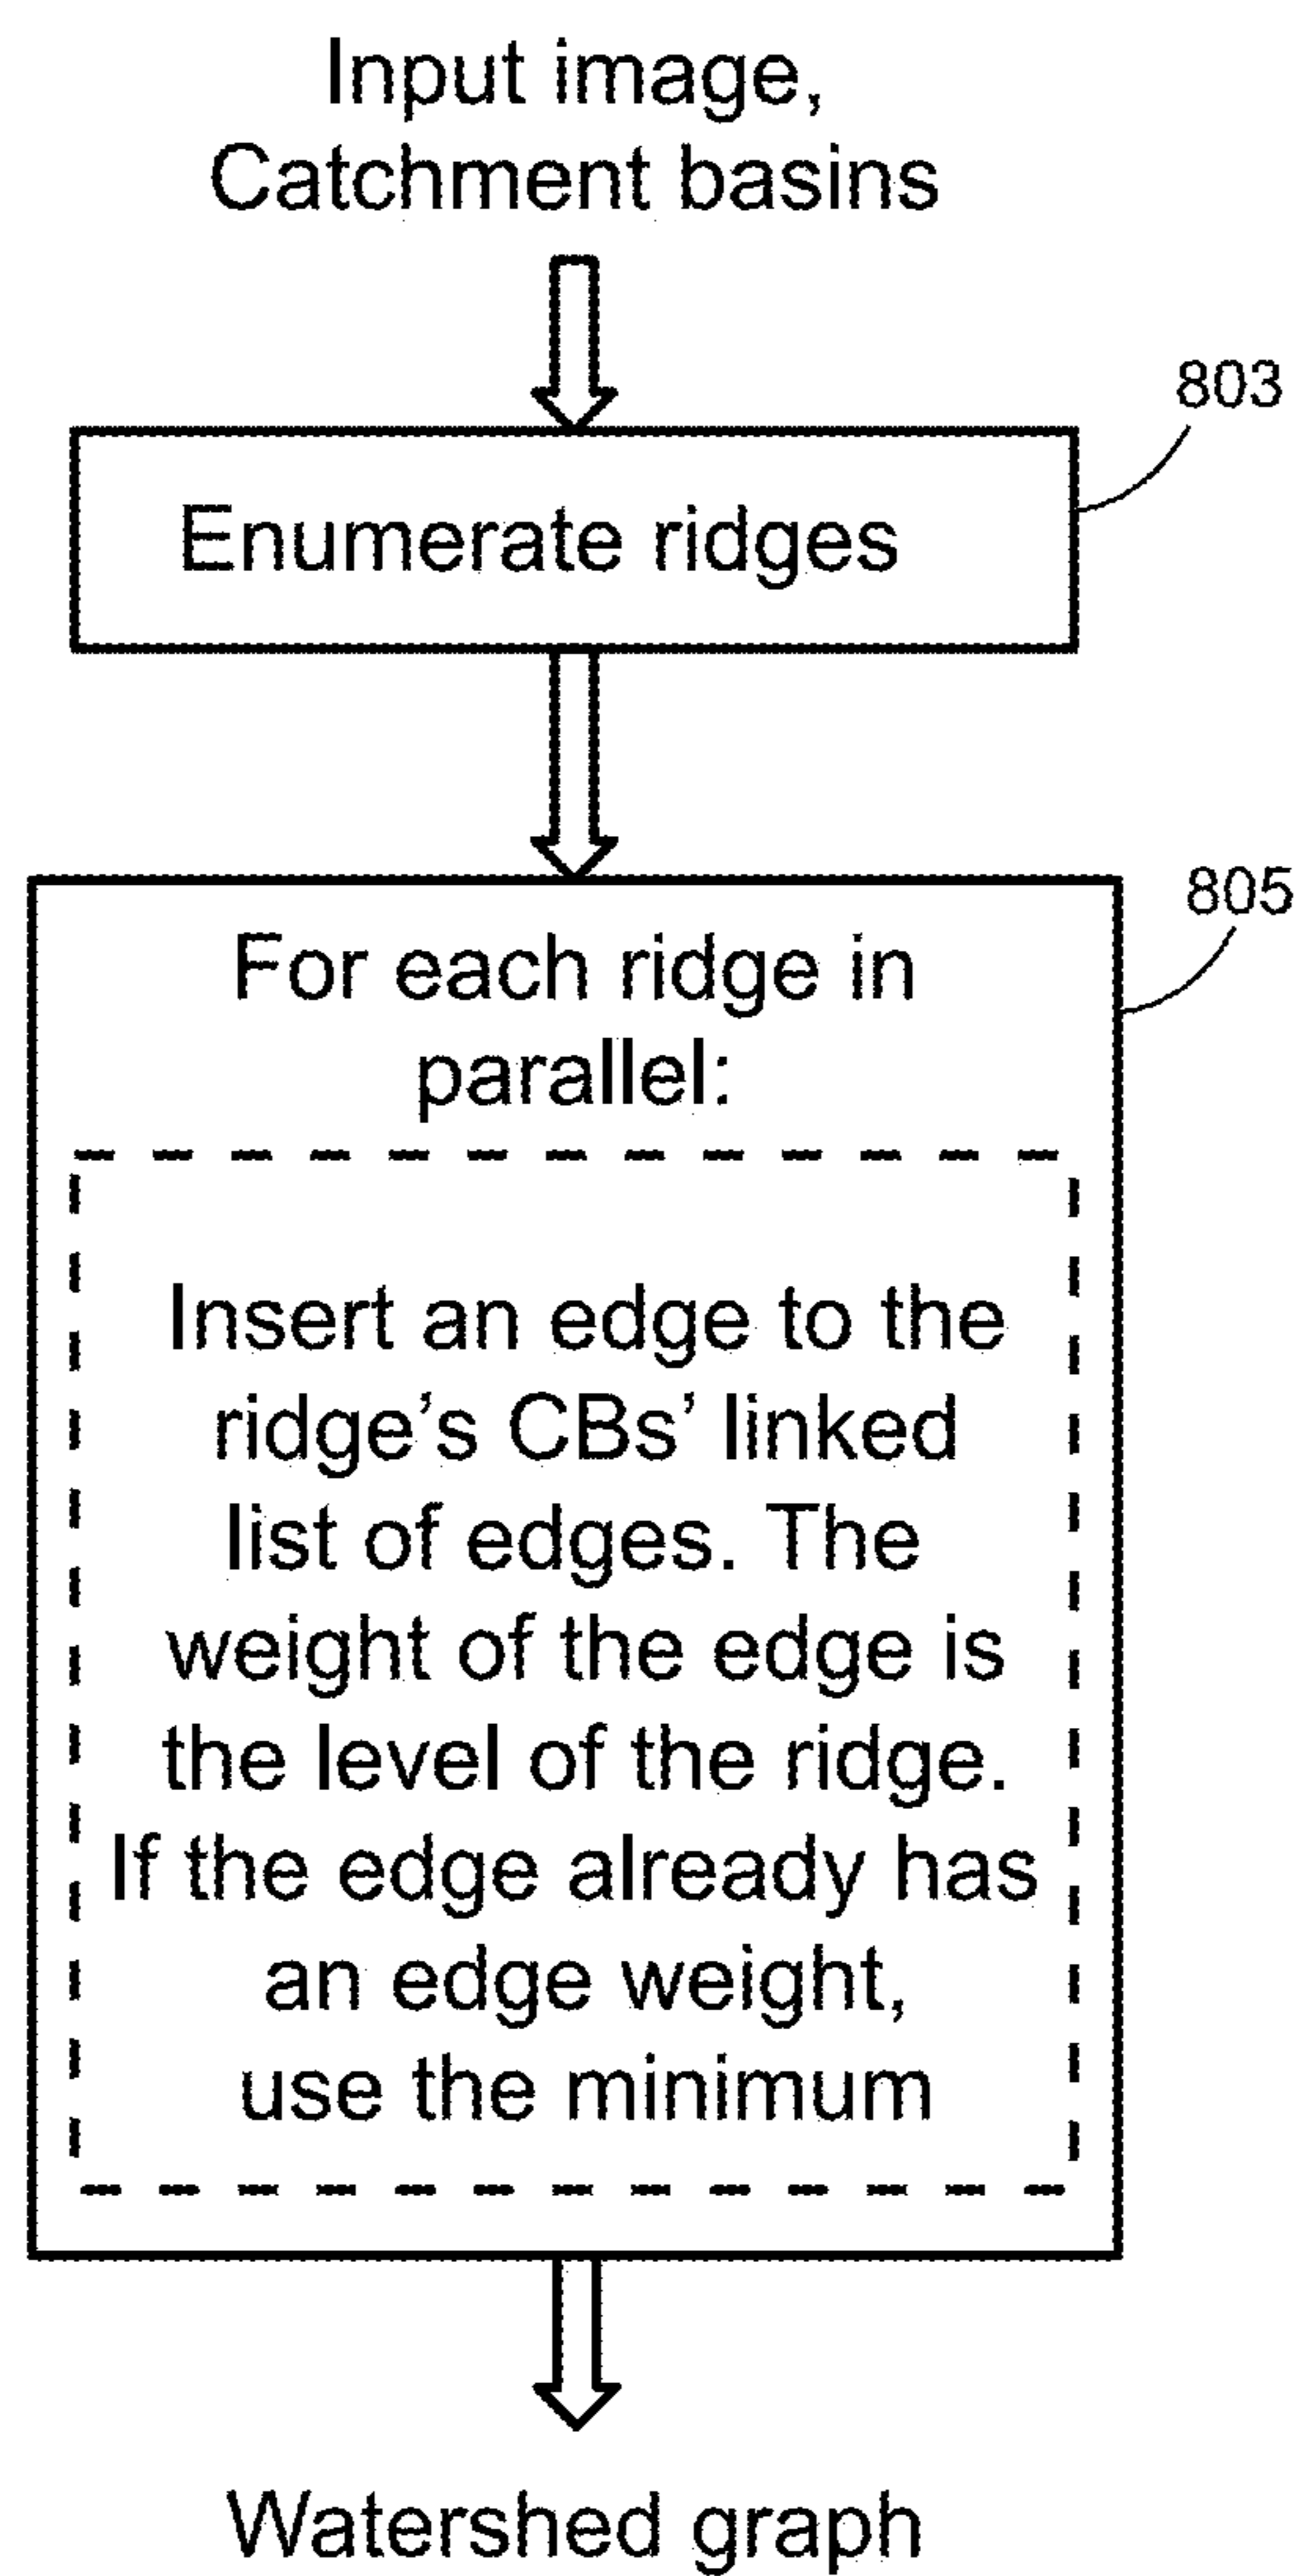 Input image,
Catchment basins
803
Enumerate ridges
805
For each ridge in
parallel:
Insert an edge to the
ridge’s CBs’ linked
list of edges. The
weight of the edge is
the level of the ridge.
If the edge already has
an edge weight,
use the minimum
Watershed graph